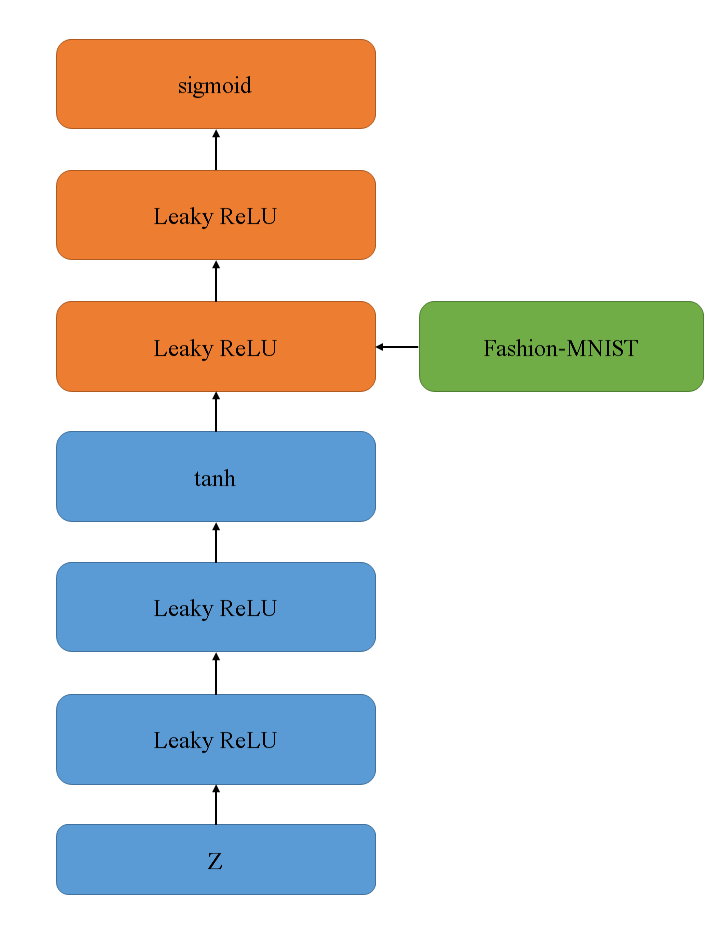 sigmoid
Leaky ReLU
Leaky ReLU
Fashion-MNIST
tanh
Leaky ReLU
Leaky ReLU
Z